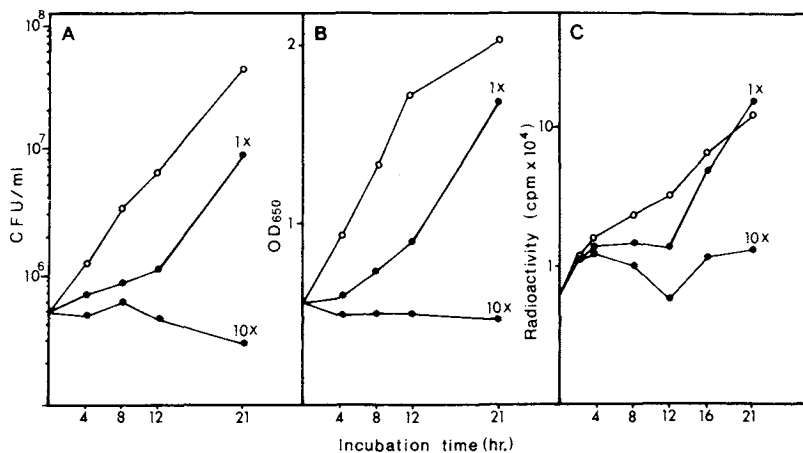 A
B
C
10⁸
10⁷
10⁶
CFU/ml
1x
10x
4 8 12 21
2
1
OD₆₅₀
1x
10x
4 8 12 21
10
1
Radioactivity (cpm x 10⁴)
1x
10x
4 8 12 16 21
Incubation time (hr.)